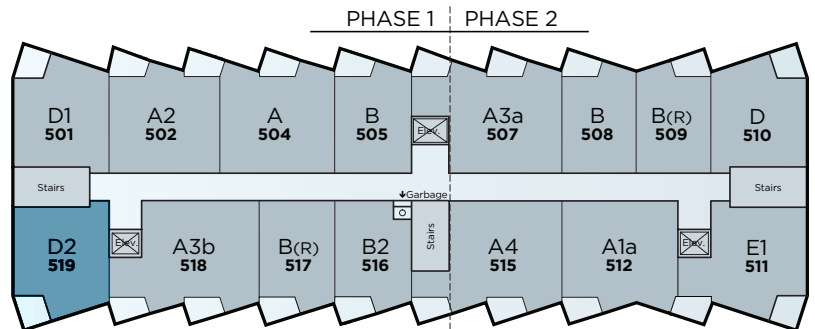 PHASE 1 PHASE 2
D1 A2 A B A3a B B(R) D
501 502 504 505 507 508 509 510
Elev.
Stairs Stairs
Garbage
D2 A3b B(R) B2 Stairs A4 A1a E1
519 Elev. 518 517 516 515 512 Elev. 511